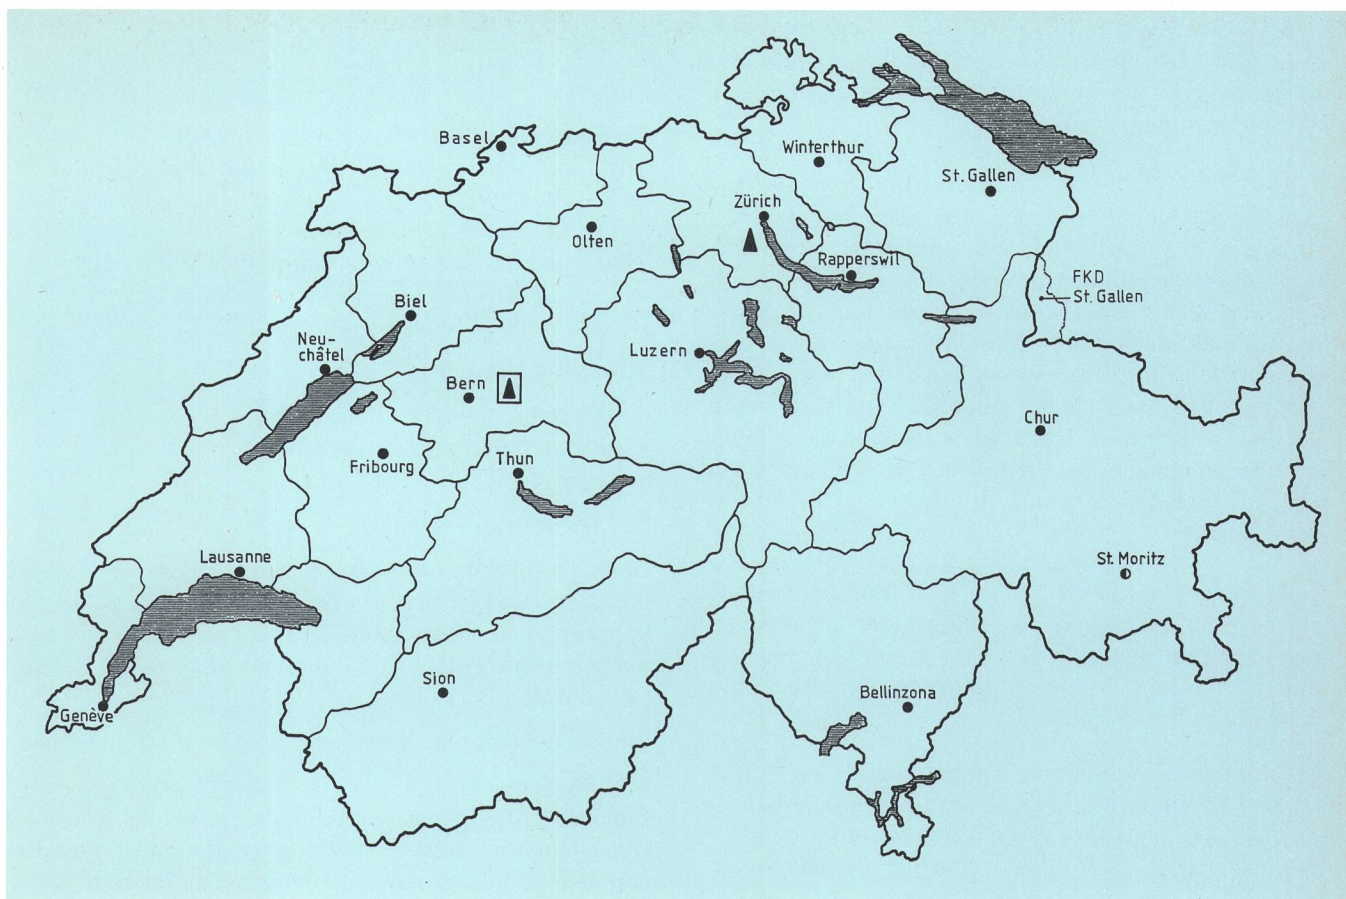 Basel
Winterthur
St. Gallen
Zürich
Olten
Rapperswil
FKD
St. Gallen
Biel
Neu-
châtel
Luzern
Bern
Chur
Fribourg
Thun
Lausanne
St. Moritz
Sion
Bellinzona
Genève